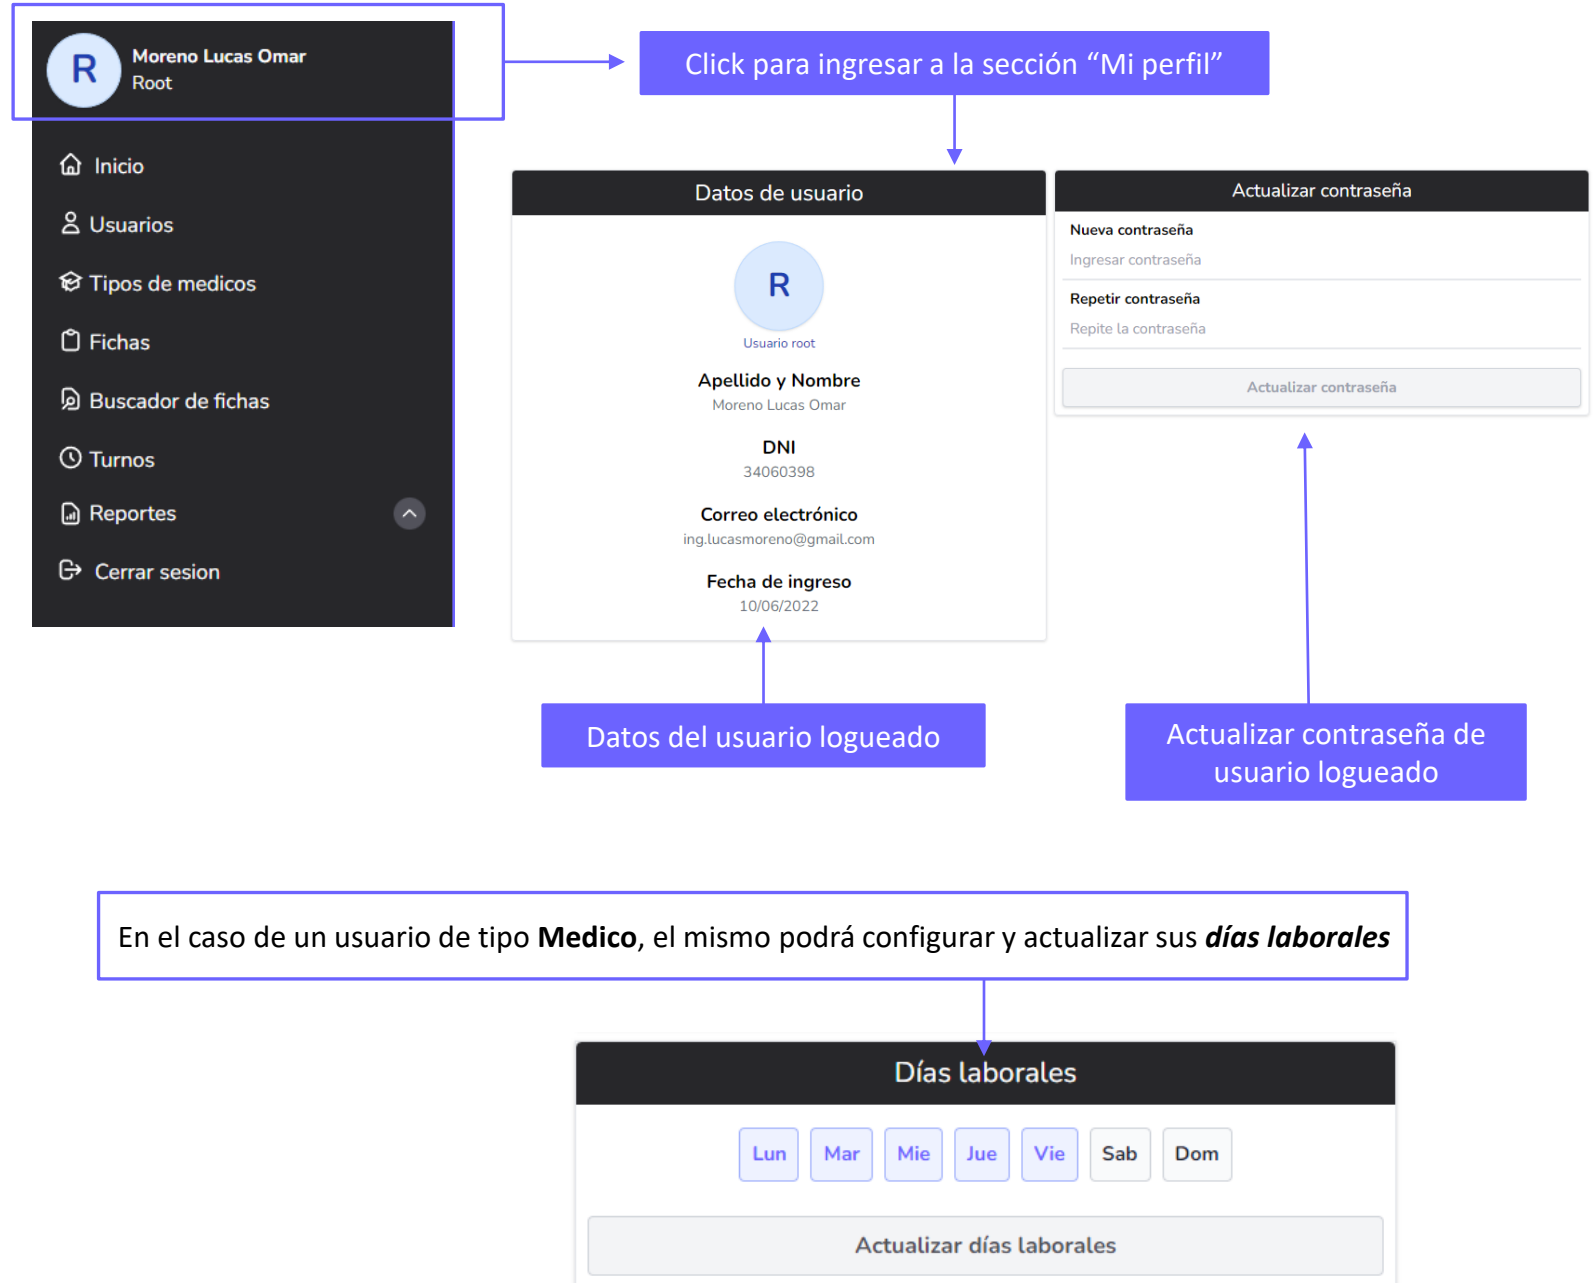 R
Moreno Lucas Omar
Root
Inicio
Usuarios
Tipos de medicos
Fichas
Buscador de fichas
Turnos
Reportes
Cerrar sesion
Click para ingresar a la sección “Mi perfil”
Datos de usuario
R
Usuario root
Apellido y Nombre
Moreno Lucas Omar
DNI
34060398
Correo electrónico
ing.lucasmoreno@gmail.com
Fecha de ingreso
10/06/2022
Actualizar contraseña
Nueva contraseña
Ingresar contraseña
Repetir contraseña
Repite la contraseña
Actualizar contraseña
Datos del usuario logueado
Actualizar contraseña de
usuario logueado
En el caso de un usuario de tipo Medico, el mismo podrá configurar y actualizar sus días laborales
Días laborales
Lun Mar Mie Jue Vie Sab Dom
Actualizar días laborales